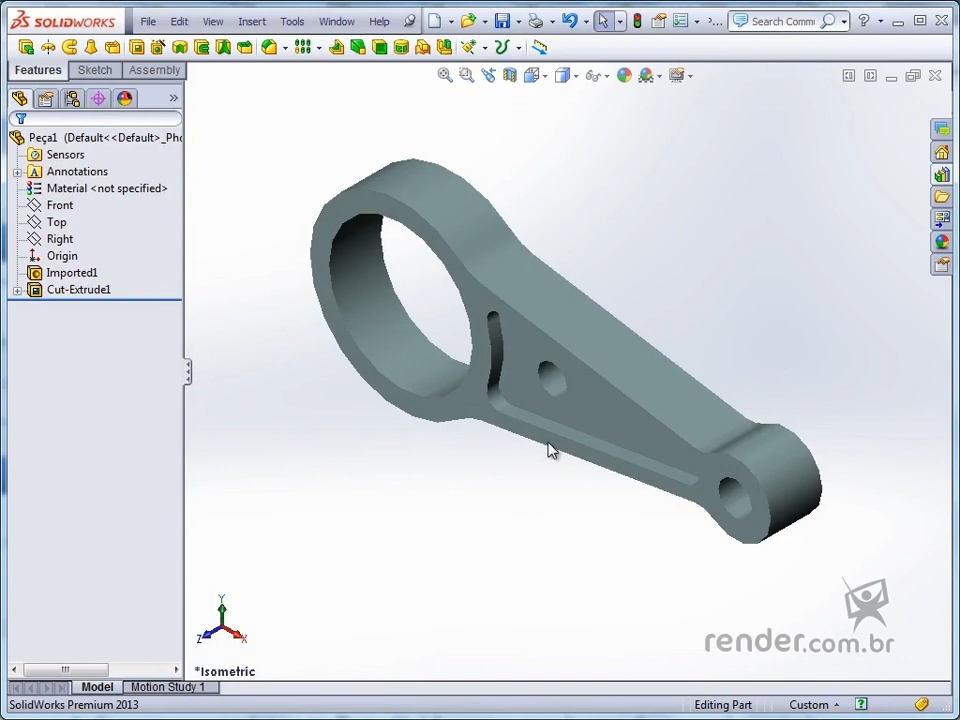 SOLIDWORKS File Edit View Insert Tools Window Help Search Comm
Features Sketch Assembly
Peça1 (Default<<Default>_Pho
Sensors
Annotations
Material <not specified>
Front
Top
Right
Origin
Imported1
Cut-Extrude1
Y
Z X
*Isometric
render.com.br
Model Motion Study 1
SolidWorks Premium 2013 Editing Part Custom